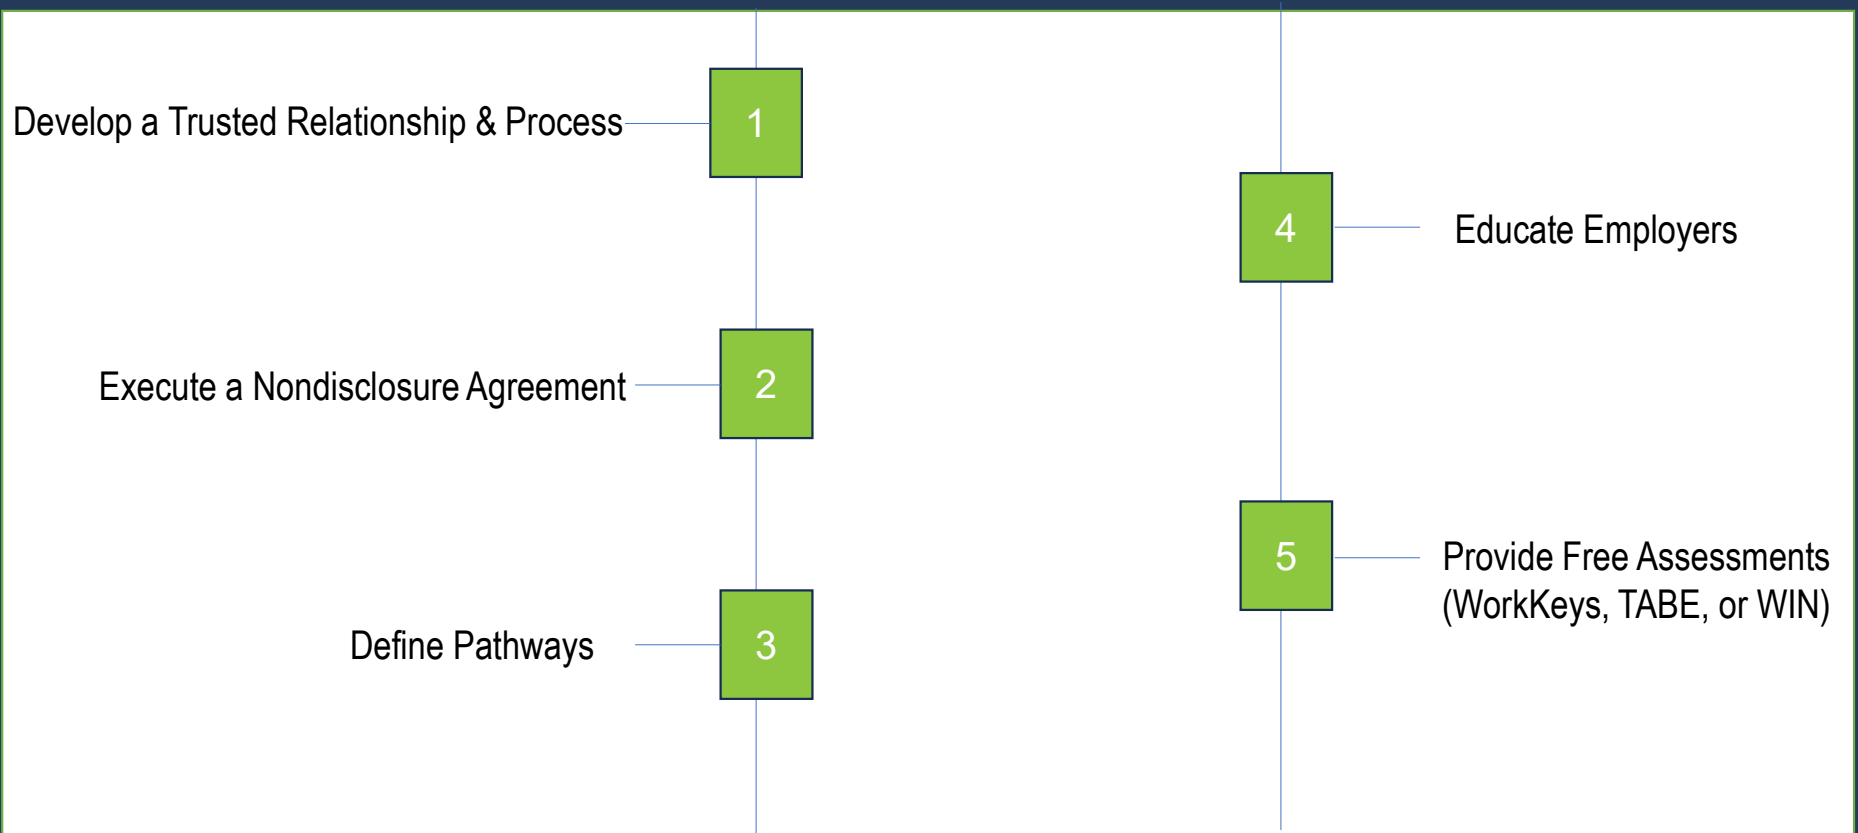 Develop a Trusted Relationship & Process
1
Execute a Nondisclosure Agreement
2
Define Pathways
3
4
Educate Employers
5
Provide Free Assessments
(WorkKeys, TABE, or WIN)